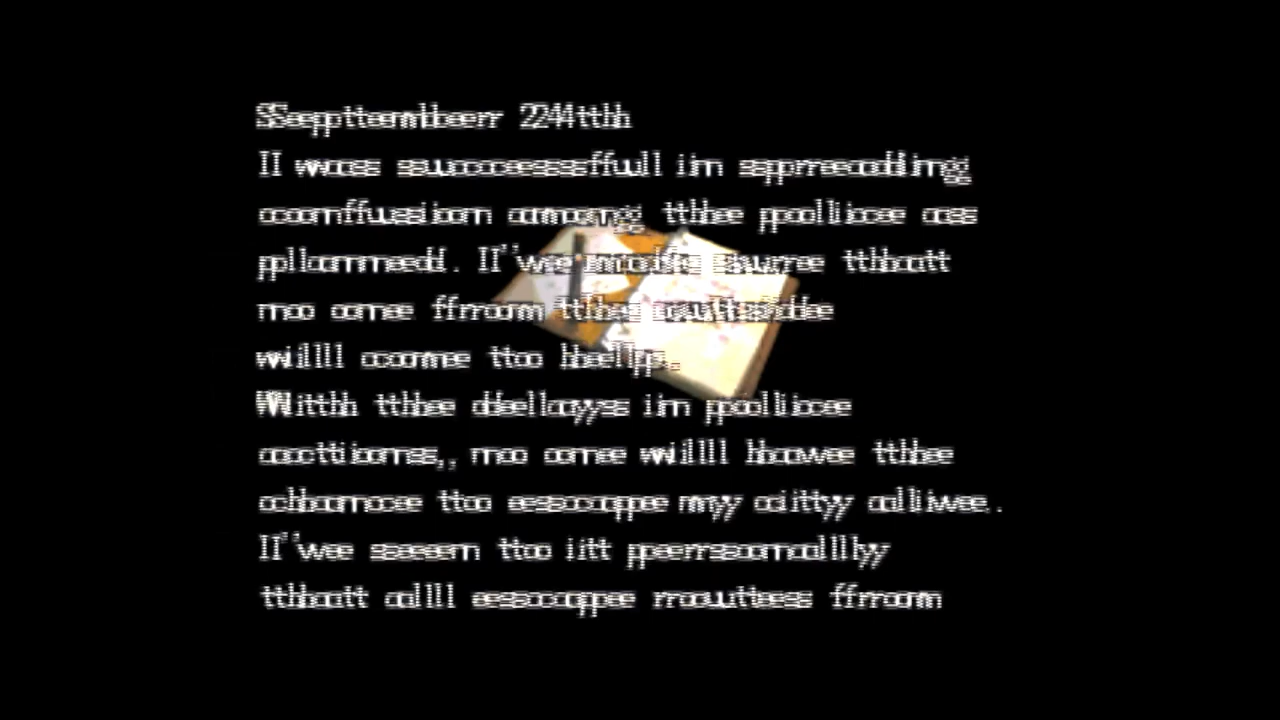 September 24th
I was successful in spreading
confusion among the police as
planned. I've made sure that
no one from the outside
will come to help.
With the delays in police
actions, no one will have the
chance to escape my city alive.
I've seen to it personally
that all escape routes from